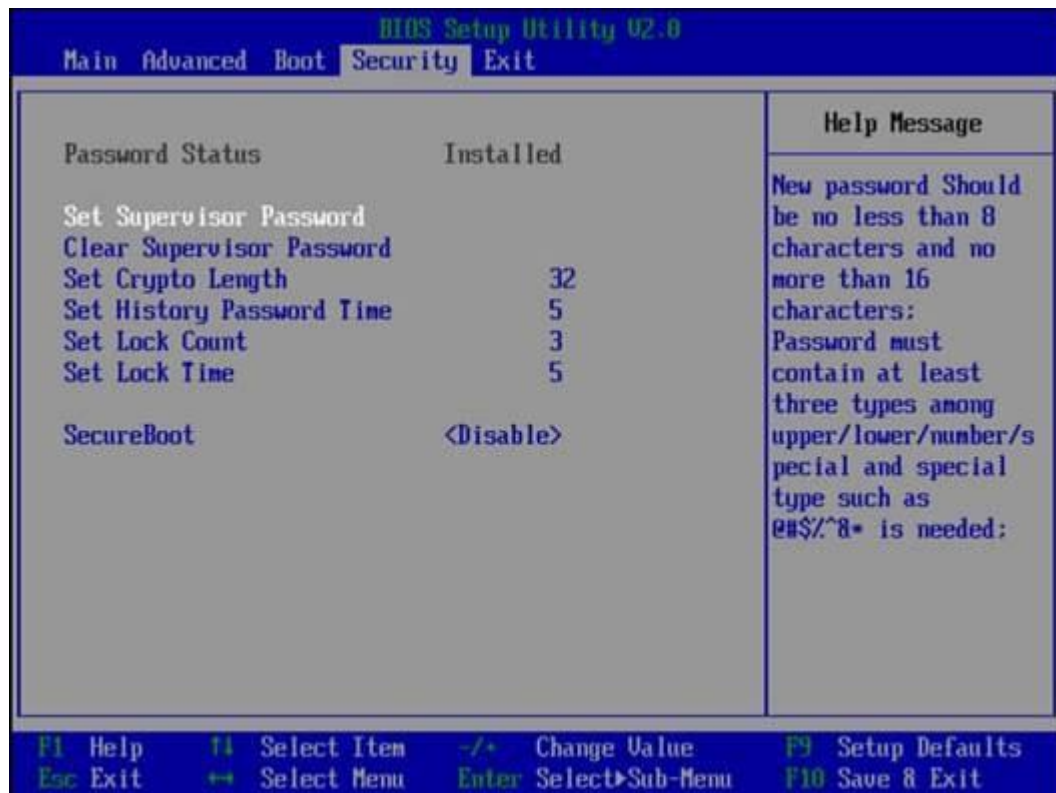 BIOS Setup Utility V2.0
Main Advanced Boot Security Exit
Password Status Installed
Set Supervisor Password
Clear Supervisor Password
Set Crypto Length 32
Set History Password Time 5
Set Lock Count 3
Set Lock Time 5
SecureBoot <Disable>
Help Message
New password Should
be no less than 8
characters and no
more than 16
characters;
Password must
contain at least
three types among
upper/lower/number/s
pecial and special
type such as
@#$%^&* is needed;
F1 Help ↑↓ Select Item -/+ Change Value F9 Setup Defaults
Esc Exit ↔ Select Menu Enter Select▶Sub-Menu F10 Save & Exit